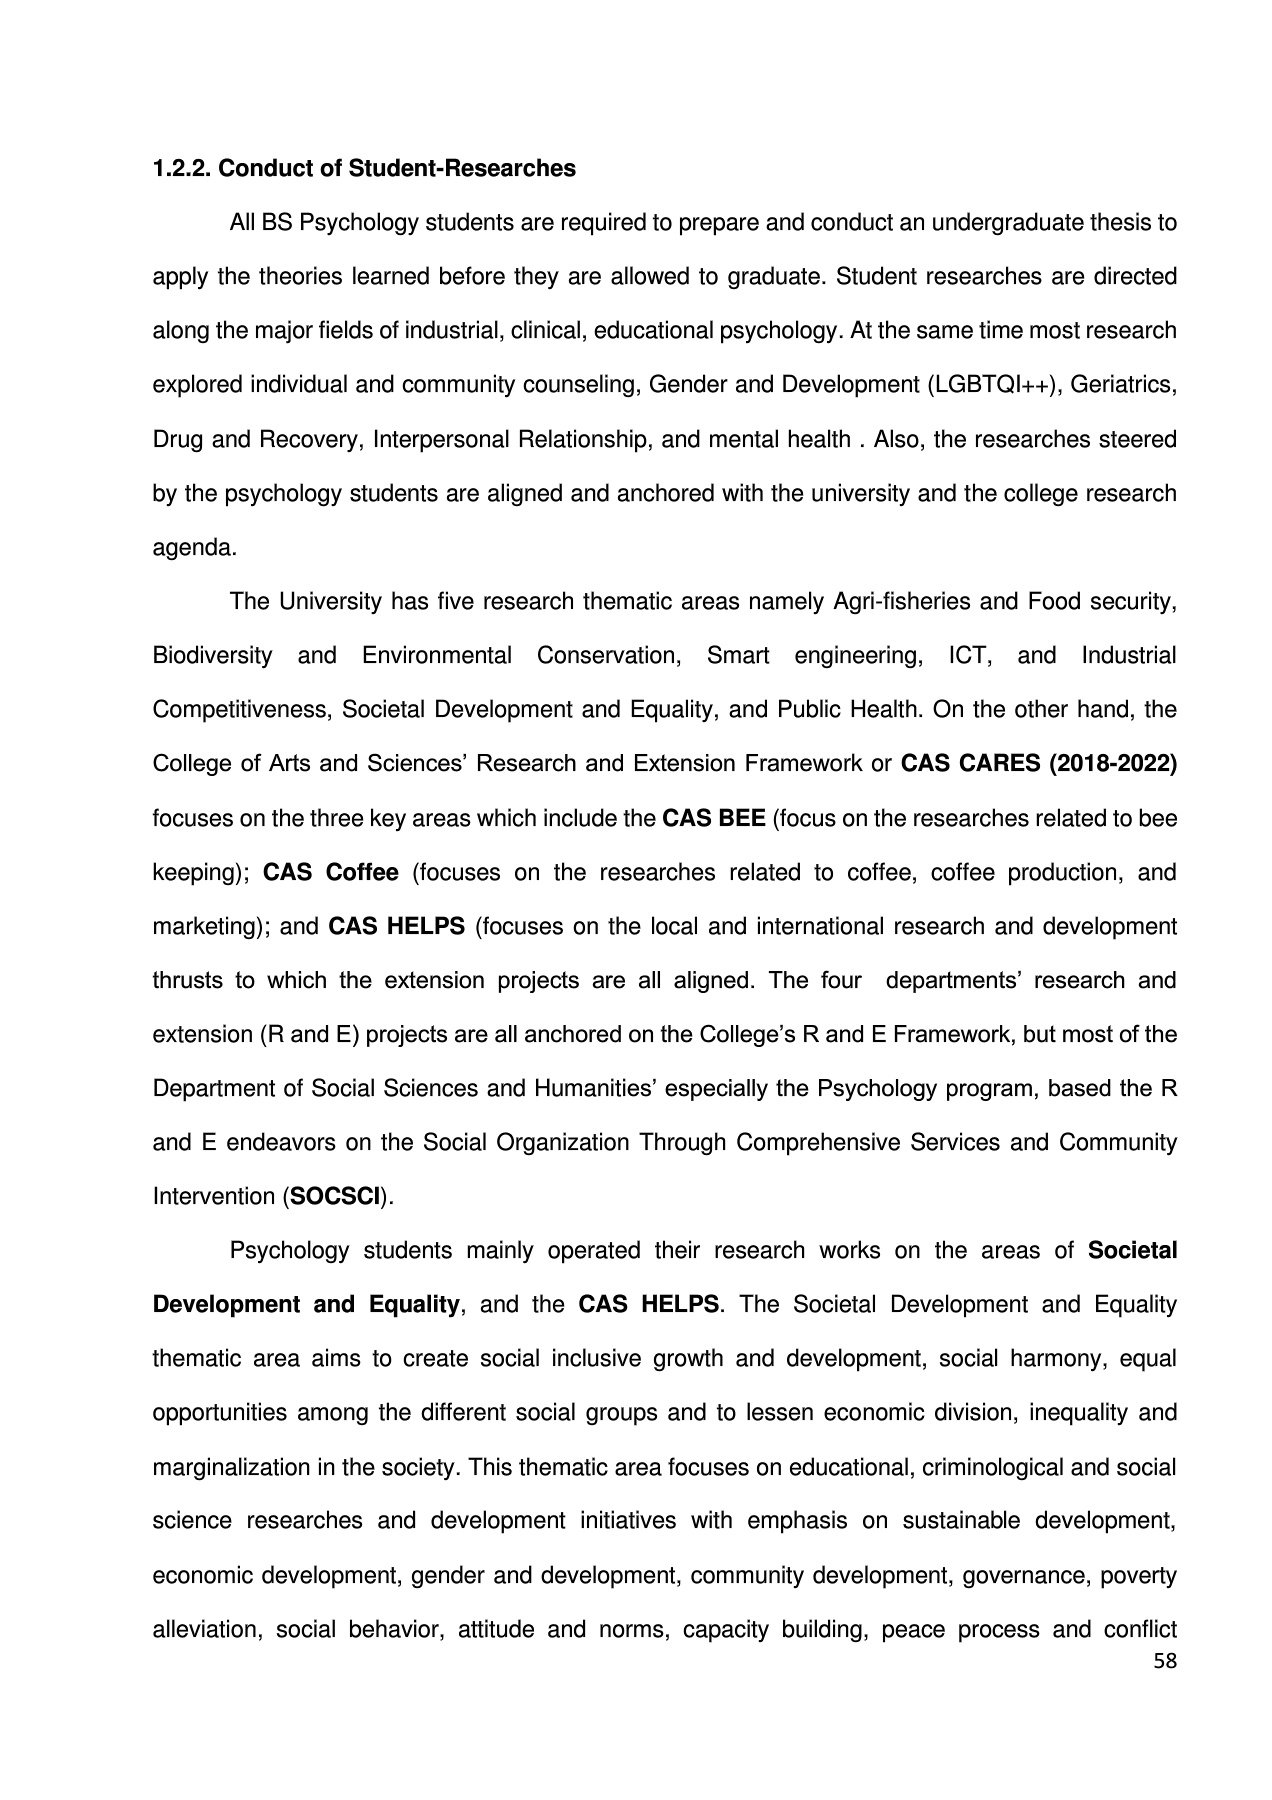 1.2.2. Conduct of Student-Researches
All BS Psychology students are required to prepare and conduct an undergraduate thesis to
apply the theories learned before they are allowed to graduate. Student researches are directed
along the major fields of industrial, clinical, educational psychology. At the same time most research
explored individual and community counseling, Gender and Development (LGBTQI++), Geriatrics,
Drug and Recovery, Interpersonal Relationship, and mental health . Also, the researches steered
by the psychology students are aligned and anchored with the university and the college research
agenda.
The University has five research thematic areas namely Agri-fisheries and Food security,
Biodiversity and Environmental Conservation, Smart engineering, ICT, and Industrial
Competitiveness, Societal Development and Equality, and Public Health. On the other hand, the
College of Arts and Sciences’ Research and Extension Framework or CAS CARES (2018-2022)
focuses on the three key areas which include the CAS BEE (focus on the researches related to bee
keeping); CAS Coffee (focuses on the researches related to coffee, coffee production, and
marketing); and CAS HELPS (focuses on the local and international research and development
thrusts to which the extension projects are all aligned. The four departments’ research and
extension (R and E) projects are all anchored on the College’s R and E Framework, but most of the
Department of Social Sciences and Humanities’ especially the Psychology program, based the R
and E endeavors on the Social Organization Through Comprehensive Services and Community
Intervention (SOCSCI).
Psychology students mainly operated their research works on the areas of Societal
Development and Equality, and the CAS HELPS. The Societal Development and Equality
thematic area aims to create social inclusive growth and development, social harmony, equal
opportunities among the different social groups and to lessen economic division, inequality and
marginalization in the society. This thematic area focuses on educational, criminological and social
science researches and development initiatives with emphasis on sustainable development,
economic development, gender and development, community development, governance, poverty
alleviation, social behavior, attitude and norms, capacity building, peace process and conflict
58